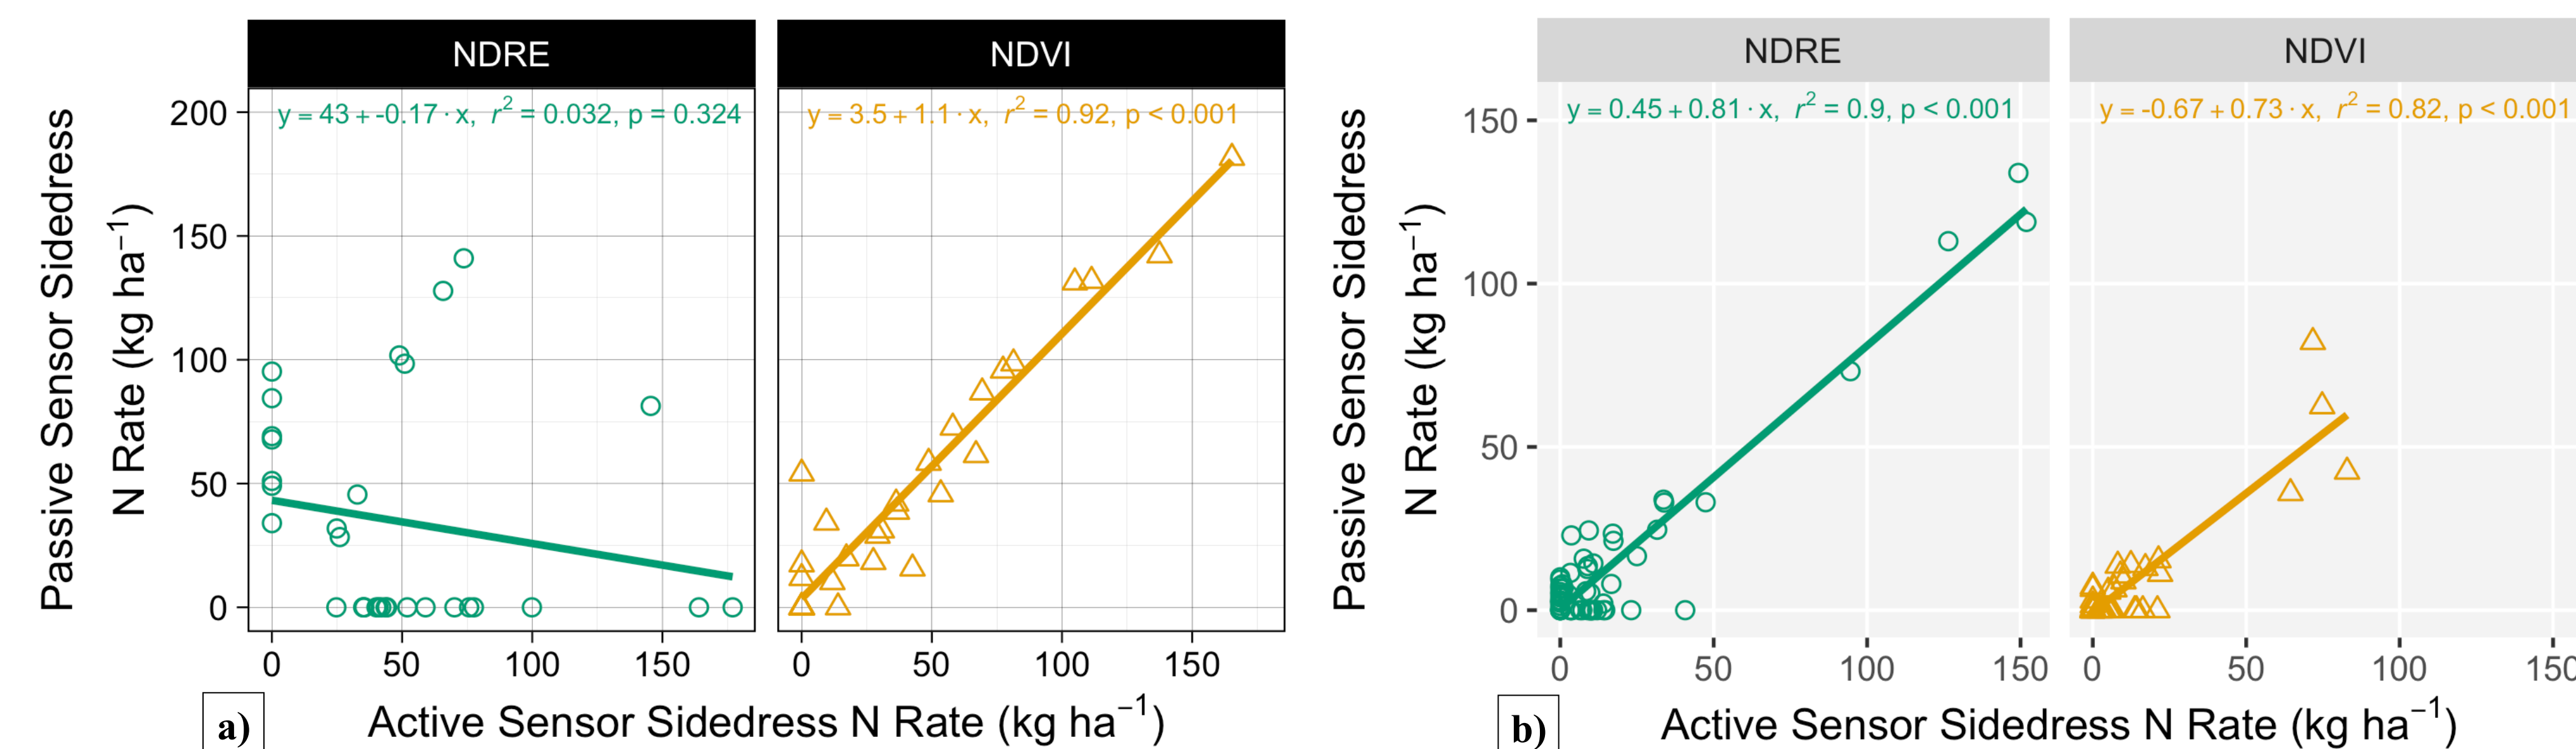 NDRE
NDVI
y = 43 + -0.17 · x, r² = 0.032, p = 0.324
y = 3.5 + 1.1 · x, r² = 0.92, p < 0.001
200
150
100
50
0
Passive Sensor Sidedress
N Rate (kg ha⁻¹)
0 50 100 150
0 50 100 150
Active Sensor Sidedress N Rate (kg ha⁻¹)
a)
NDRE
NDVI
y = 0.45 + 0.81 · x, r² = 0.9, p < 0.001
y = -0.67 + 0.73 · x, r² = 0.82, p < 0.001
150
100
50
0
Passive Sensor Sidedress
N Rate (kg ha⁻¹)
0 50 100 150
0 50 100 150
Active Sensor Sidedress N Rate (kg ha⁻¹)
b)